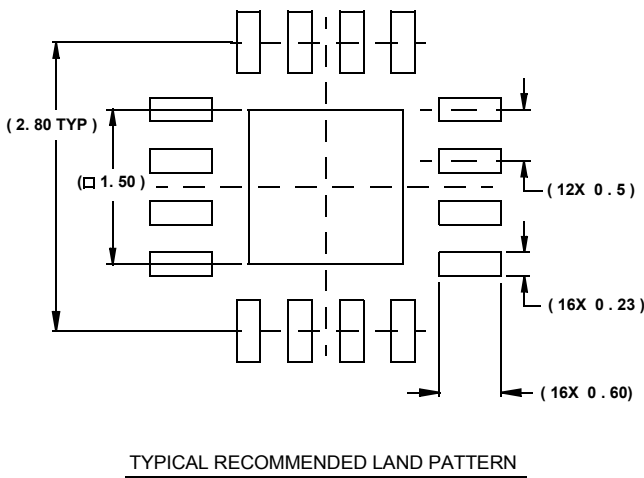 ( 2. 80 TYP )
( □ 1. 50 )
( 12X 0 . 5 )
( 16X 0 . 23 )
( 16X 0 . 60)
TYPICAL RECOMMENDED LAND PATTERN